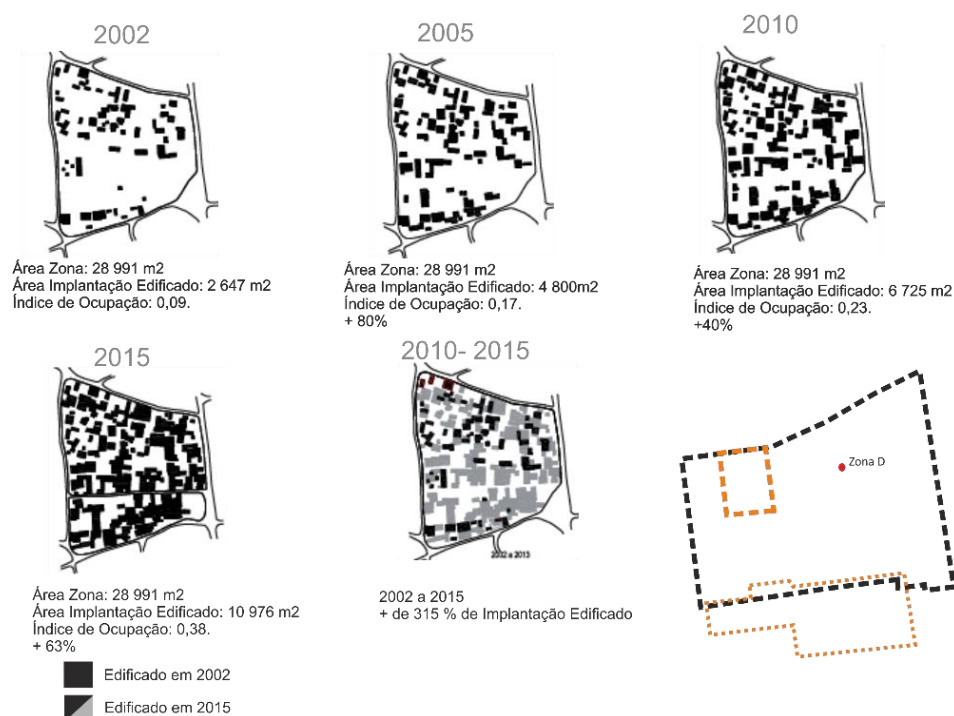 2002
2005
2010
Área Zona: 28 991 m2
Área Implantação Edificado: 2 647 m2
Índice de Ocupação: 0,09.
Área Zona: 28 991 m2
Área Implantação Edificado: 4 800m2
Índice de Ocupação: 0,17.
+ 80%
Área Zona: 28 991 m2
Área Implantação Edificado: 6 725 m2
Índice de Ocupação: 0,23.
+40%
2015
2010- 2015
Zona D
2002 a 2013
Área Zona: 28 991 m2
Área Implantação Edificado: 10 976 m2
Índice de Ocupação: 0,38.
+ 63%
2002 a 2015
+ de 315 % de Implantação Edificado
Edificado em 2002
Edificado em 2015